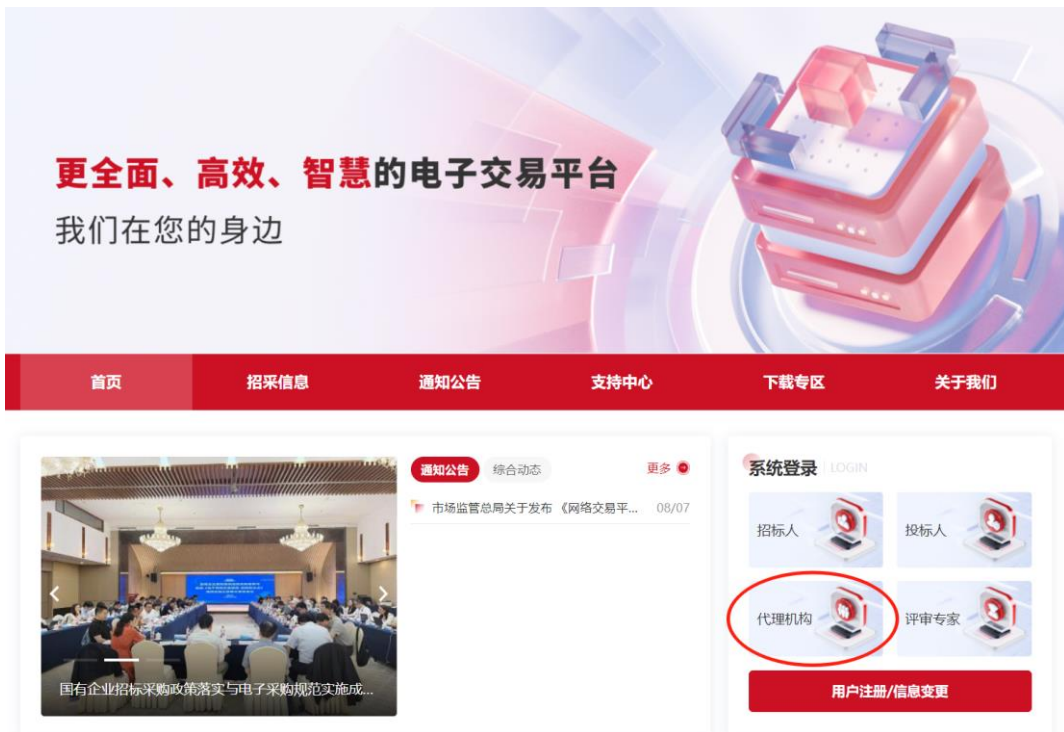 更全面、高效、智慧的电子交易平台
我们在您的身边
首页 招采信息 通知公告 支持中心 下载专区 关于我们
通知公告 综合动态 更多
市场监管总局关于发布 《网络交易平... 08/07
国有企业招标采购政策落实与电子采购规范实施成...
系统登录 LOGIN
招标人 投标人
代理机构 评审专家
用户注册/信息变更